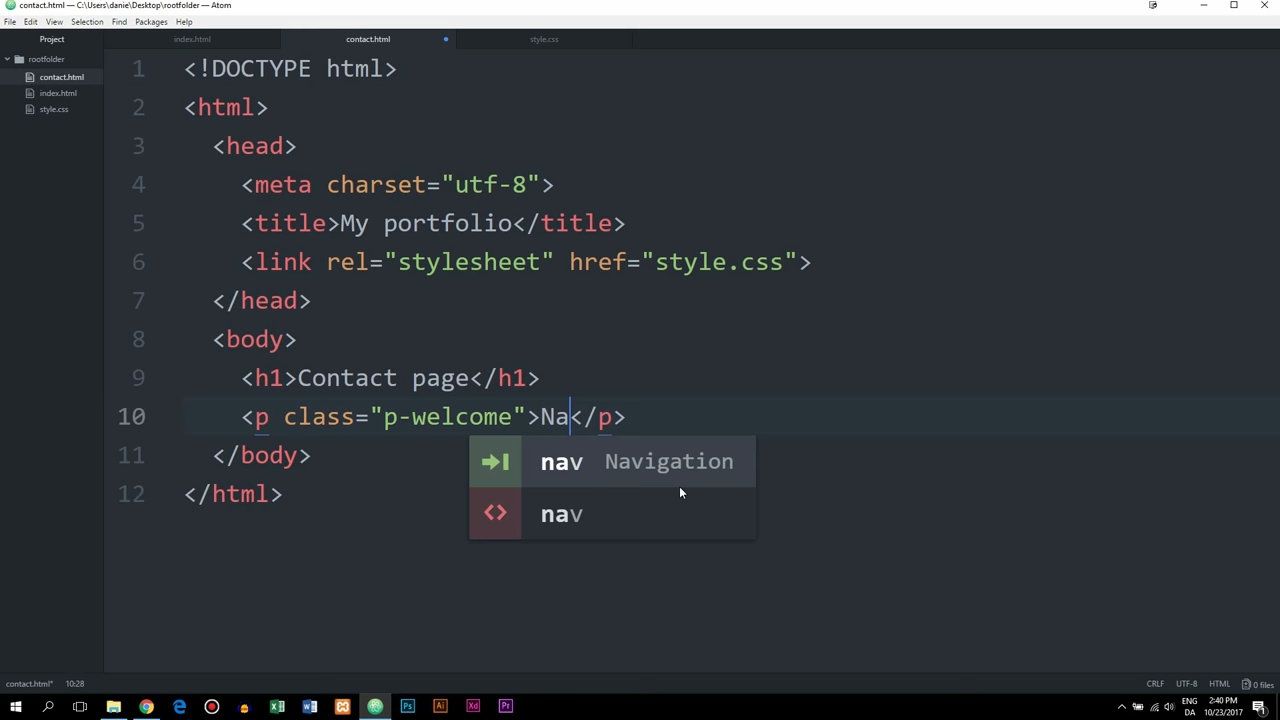 contact.html — C:\Users\danie\Desktop\rootfolder — Atom
File Edit View Selection Find Packages Help
Project index.html contact.html style.css
rootfolder
contact.html
index.html
style.css
1 <!DOCTYPE html>
2 <html>
3 <head>
4 <meta charset="utf-8">
5 <title>My portfolio</title>
6 <link rel="stylesheet" href="style.css">
7 </head>
8 <body>
9 <h1>Contact page</h1>
10 <p class="p-welcome">Na</p>
nav Navigation
11 </body>
12 </html>
<> nav
contact.html* 10:28 CRLF UTF-8 HTML 0 files
ENG 2:40 PM
DA 10/23/2017